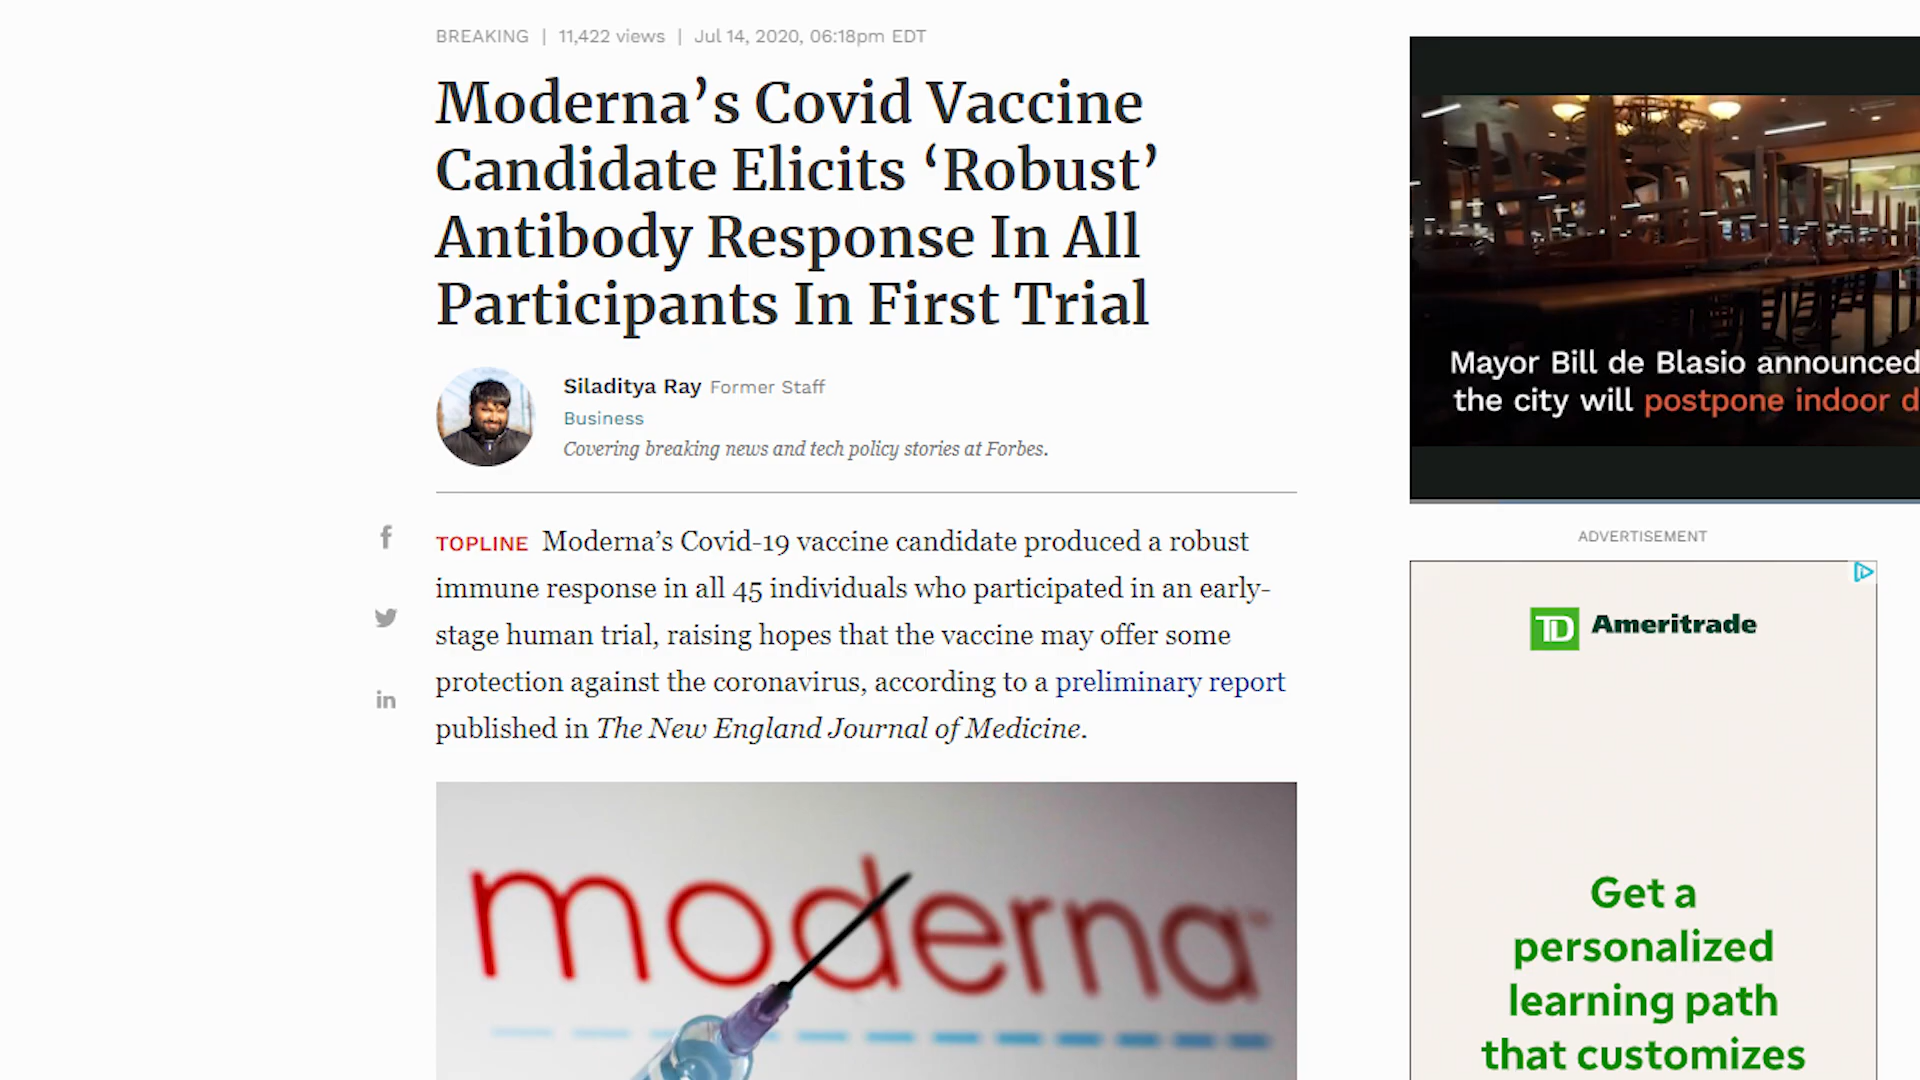 BREAKING | 11,422 views | Jul 14, 2020, 06:18pm EDT
Moderna’s Covid Vaccine
Candidate Elicits ‘Robust’
Antibody Response In All
Participants In First Trial
Siladitya Ray Former Staff
Business
Covering breaking news and tech policy stories at Forbes.
TOPLINE Moderna’s Covid-19 vaccine candidate produced a robust
immune response in all 45 individuals who participated in an early-
stage human trial, raising hopes that the vaccine may offer some
protection against the coronavirus, according to a preliminary report
published in The New England Journal of Medicine.
moderna™
Mayor Bill de Blasio announced
the city will postpone indoor d
ADVERTISEMENT
TD Ameritrade
Get a
personalized
learning path
that customizes